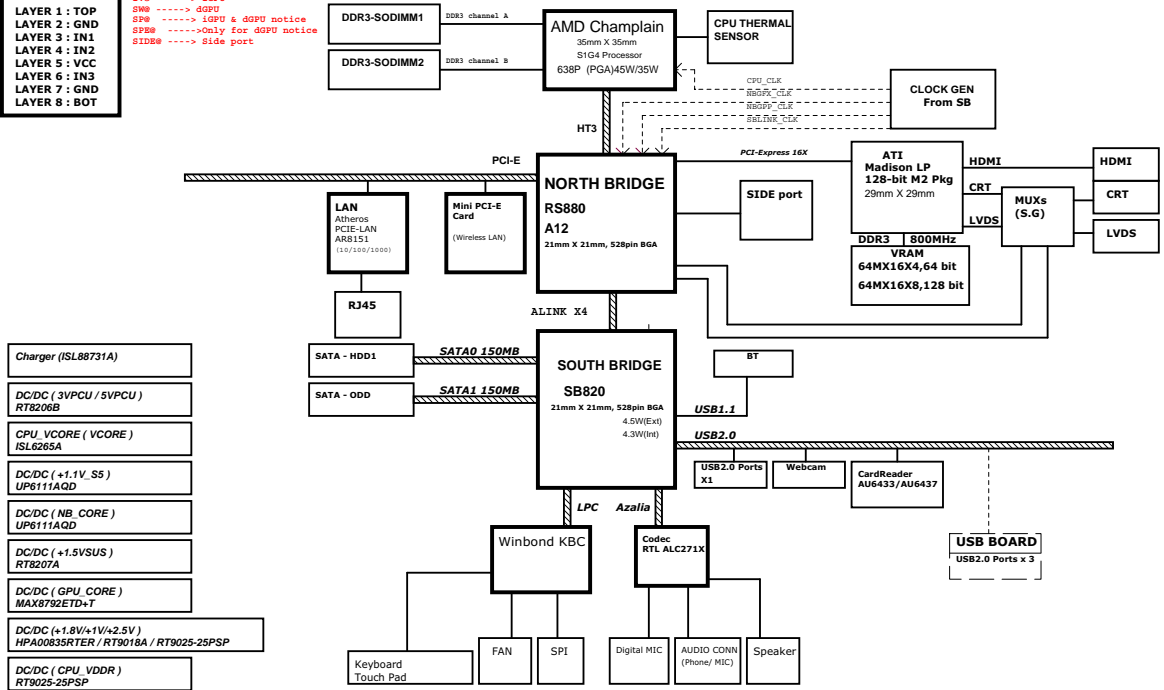 LAYER 1 : TOP
LAYER 2 : GND
LAYER 3 : IN1
LAYER 4 : IN2
LAYER 5 : VCC
LAYER 6 : IN3
LAYER 7 : GND
LAYER 8 : BOT
SW@ -----> dGPU
SP@ -----> iGPU & dGPU notice
SPE@ ----->Only for dGPU notice
SIDE@ ----> Side port
DDR3-SODIMM1
DDR3 channel A
DDR3-SODIMM2
DDR3 channel B
AMD Champlain
35mm X 35mm
S1G4 Processor
638P (PGA)45W/35W
CPU THERMAL
SENSOR
CPU_CLK
NBGFX_CLK
NBGPP_CLK
SBLINK_CLK
CLOCK GEN
From SB
HT3
PCI-E
PCI-Express 16X
NORTH BRIDGE
RS880
A12
21mm X 21mm, 528pin BGA
LAN
Atheros
PCIE-LAN
AR8151
(10/100/1000)
Mini PCI-E
Card
(Wireless LAN)
RJ45
SIDE port
ATI
Madison LP
128-bit M2 Pkg
29mm X 29mm
HDMI
CRT
LVDS
MUXs
(S.G)
HDMI
CRT
LVDS
DDR3
800MHz
VRAM
64MX16X4,64 bit
64MX16X8,128 bit
ALINK X4
SATA - HDD1
SATA0 150MB
SATA - ODD
SATA1 150MB
SOUTH BRIDGE
SB820
21mm X 21mm, 528pin BGA
4.5W(Ext)
4.3W(Int)
BT
USB1.1
USB2.0
USB2.0 Ports
X1
Webcam
CardReader
AU6433/AU6437
USB BOARD
USB2.0 Ports x 3
LPC
Azalia
Winbond KBC
Codec
RTL ALC271X
Keyboard
Touch Pad
FAN
SPI
Digital MIC
AUDIO CONN
(Phone/ MIC)
Speaker
Charger (ISL88731A)
DC/DC ( 3VPCU / 5VPCU )
RT8206B
CPU_VCORE ( VCORE )
ISL6265A
DC/DC ( +1.1V_S5 )
UP6111AQD
DC/DC ( NB_CORE )
UP6111AQD
DC/DC ( +1.5VSUS )
RT8207A
DC/DC ( GPU_CORE )
MAX8792ETD+T
DC/DC (+1.8V/+1V/+2.5V )
HPA00835RTER / RT9018A / RT9025-25PSP
DC/DC ( CPU_VDDR )
RT9025-25PSP